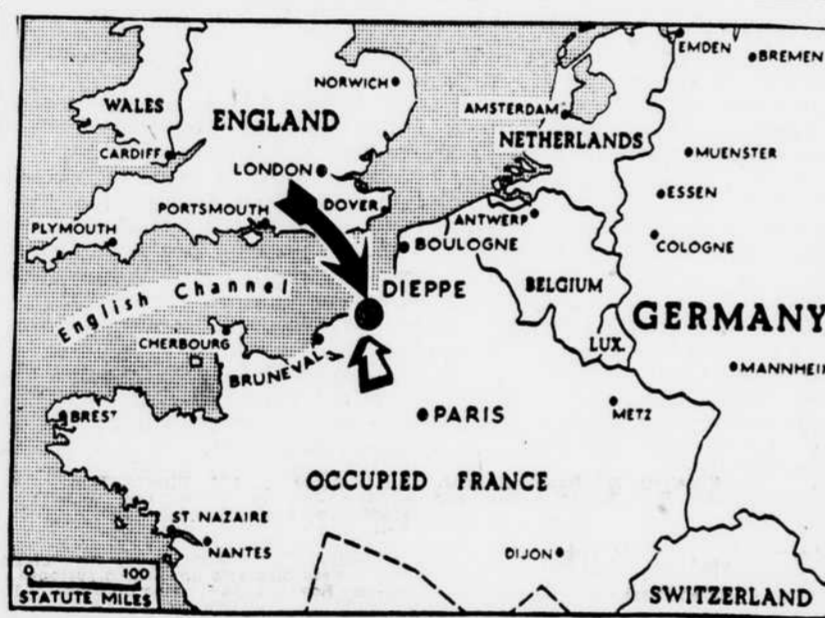 EMDEN
BREMEN
NORWICH
WALES
ENGLAND
AMSTERDAM
NETHERLANDS
CARDIFF
MUENSTER
LONDON
ESSEN
PORTSMOUTH
DOVER
ANTWERP
PLYMOUTH
BOULOGNE
COLOGNE
English Channel
DIEPPE
BELGIUM
GERMANY
CHERBOURG
LUX.
BRUNEVAL
MANNHEI
BREST
PARIS
METZ
OCCUPIED FRANCE
ST. NAZAIRE
NANTES
DIJON
0 100
STATUTE MILES
SWITZERLAND